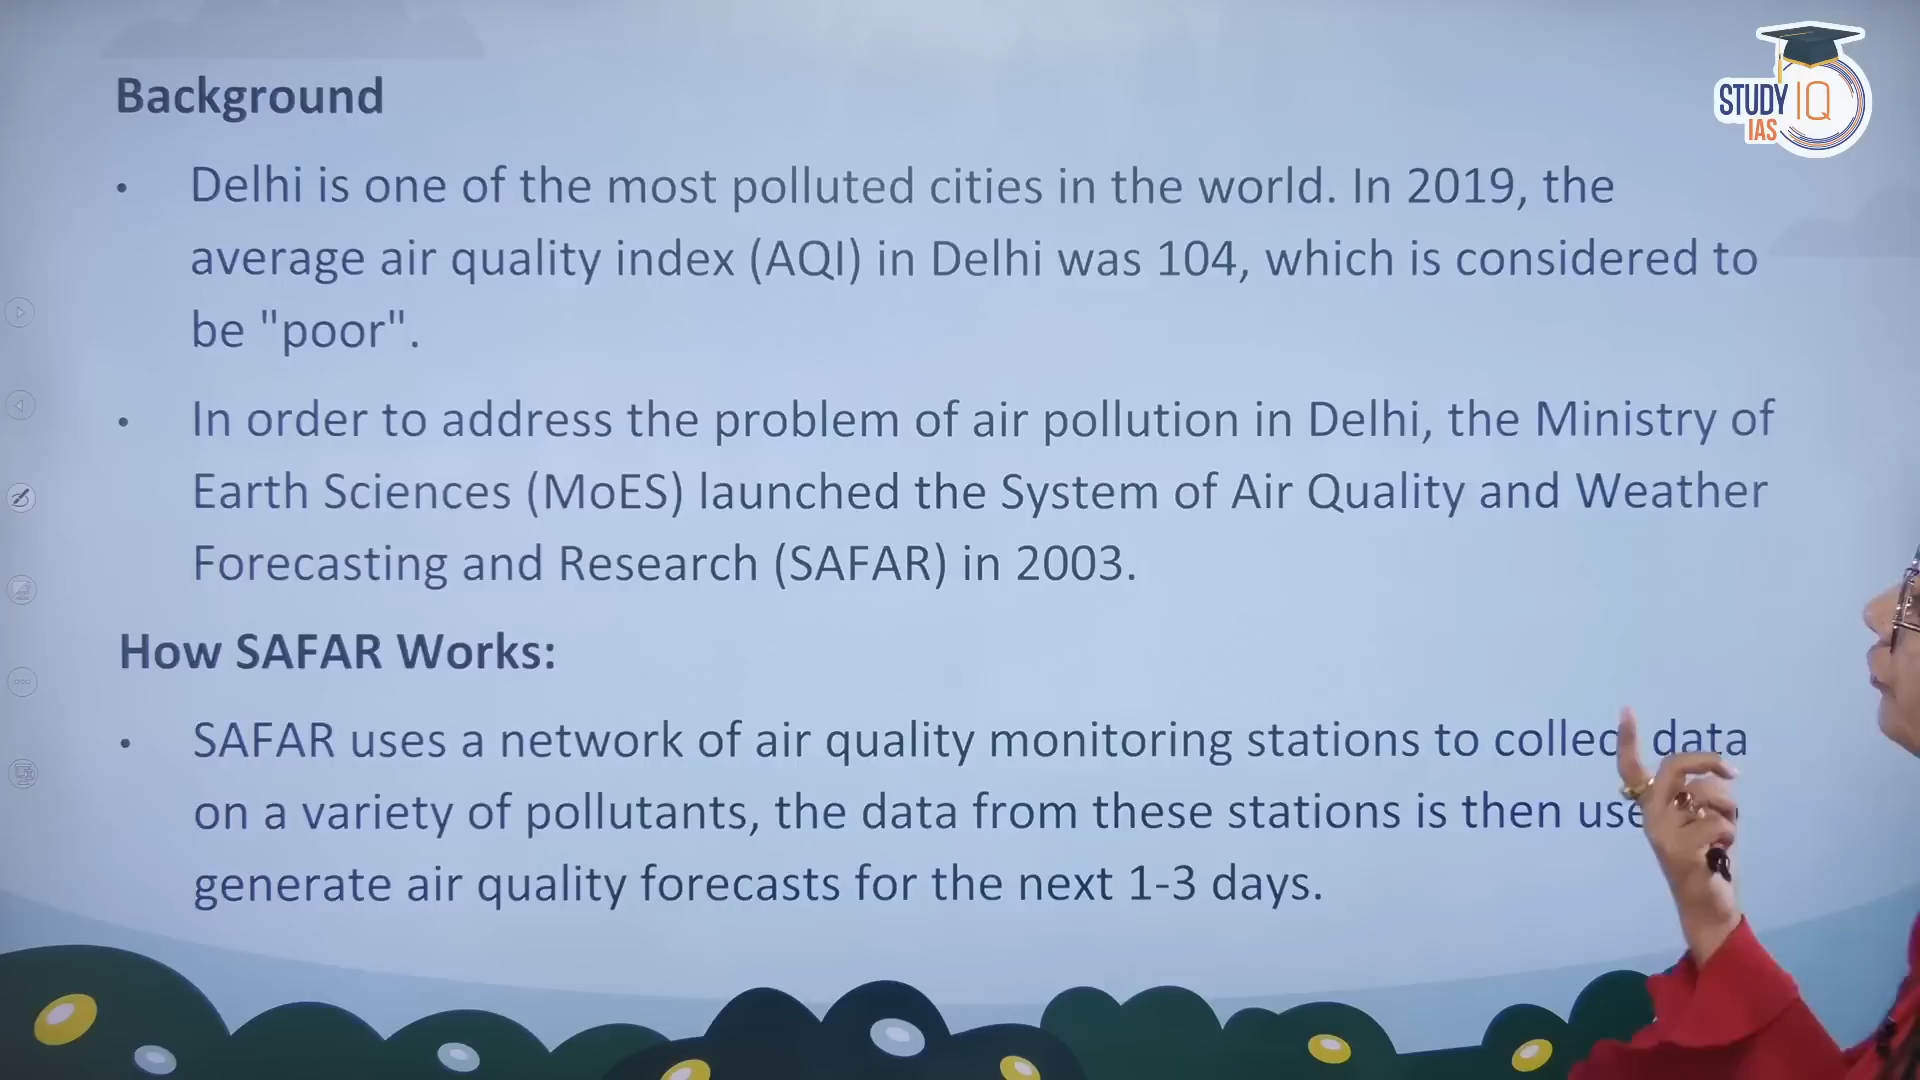 STUDY IQ
IAS
Background
• Delhi is one of the most polluted cities in the world. In 2019, the
average air quality index (AQI) in Delhi was 104, which is considered to
be "poor".
• In order to address the problem of air pollution in Delhi, the Ministry of
Earth Sciences (MoES) launched the System of Air Quality and Weather
Forecasting and Research (SAFAR) in 2003.
How SAFAR Works:
• SAFAR uses a network of air quality monitoring stations to data
on a variety of pollutants, the data from these stations is then
generate air quality forecasts for the next 1-3 days.